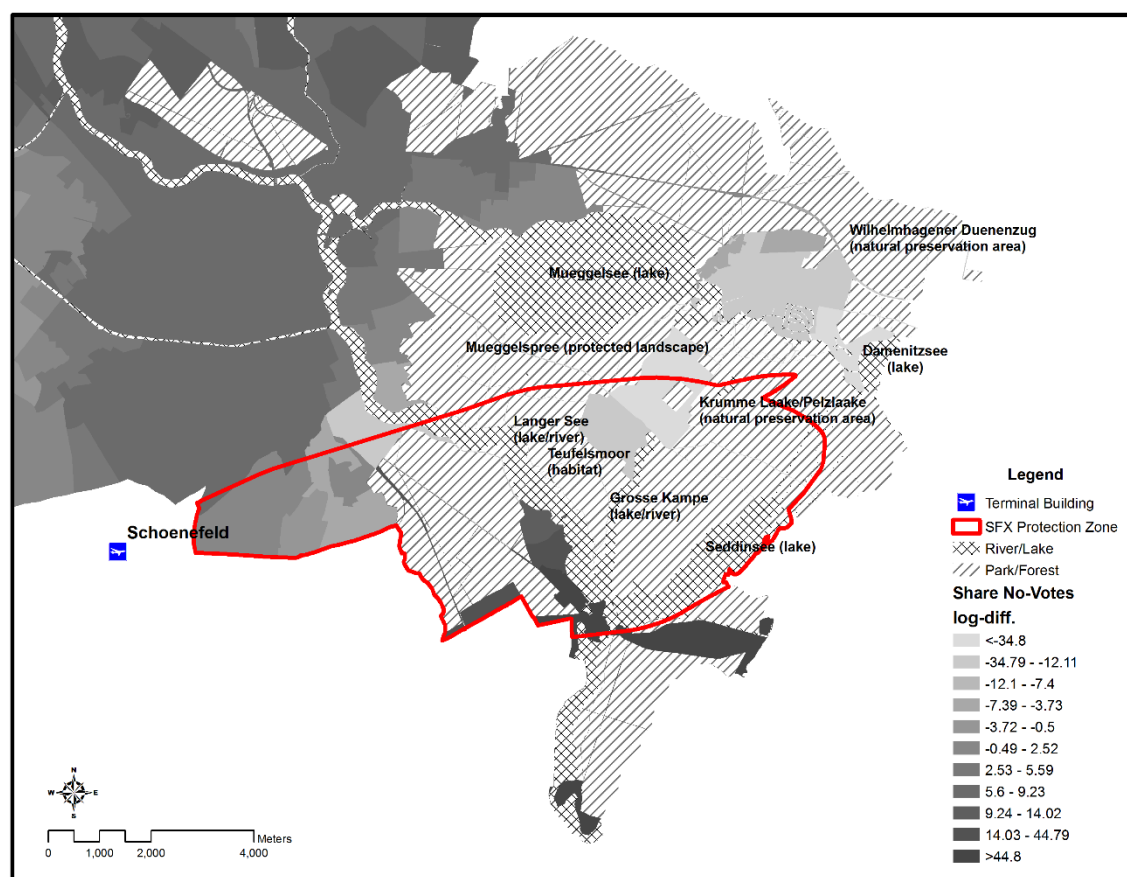 Wilhelmhagener Duenenzug
(natural preservation area)
Mueggelsee (lake)
Mueggelspree (protected landscape)
Damenitzsee
(lake)
Krumme Laake/Pelzlaake
(natural preservation area)
Langer See
(lake/river)
Teufelsmoor
(habitat)
Grosse Kampe
(lake/river)
Seddinsee (lake)
Schoenefeld
Legend
Terminal Building
SFX Protection Zone
River/Lake
Park/Forest
Share No-Votes
log-diff.
<-34.8
-34.79 - -12.11
-12.1 - -7.4
-7.39 - -3.73
-3.72 - -0.5
-0.49 - 2.52
2.53 - 5.59
5.6 - 9.23
9.24 - 14.02
14.03 - 44.79
>44.8
N
W E
S
Meters
0 1,000 2,000 4,000